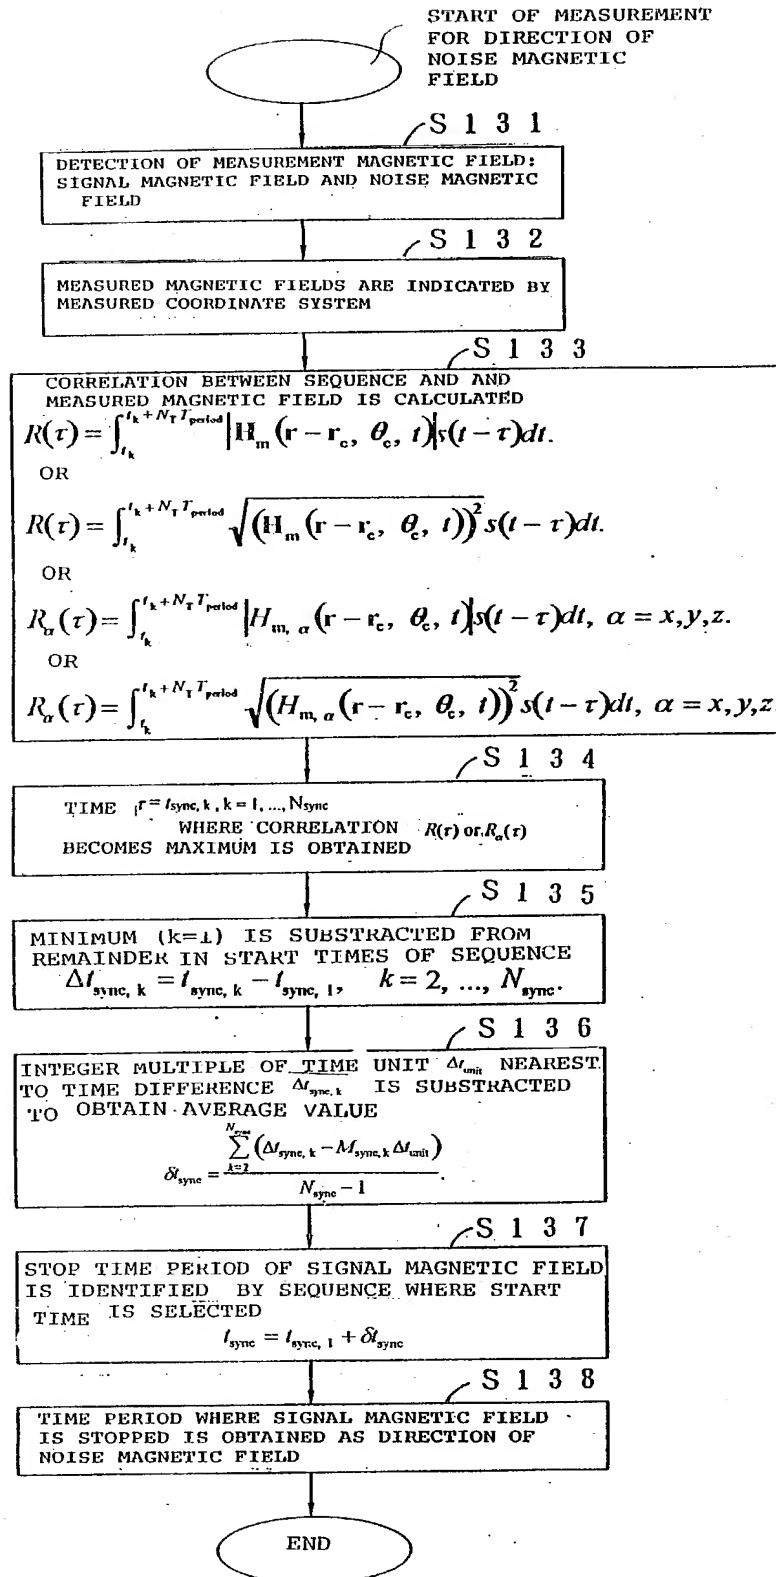 START OF MEASUREMENT
FOR DIRECTION OF
NOISE MAGNETIC
FIELD
S 1 3 1
DETECTION OF MEASUREMENT MAGNETIC FIELD:
SIGNAL MAGNETIC FIELD AND NOISE MAGNETIC
FIELD
S 1 3 2
MEASURED MAGNETIC FIELDS ARE INDICATED BY
MEASURED COORDINATE SYSTEM
S 1 3 3
CORRELATION BETWEEN SEQUENCE AND AND
MEASURED MAGNETIC FIELD IS CALCULATED
R(τ) = ∫_{t_k}^{t_k + N_T T_period} |H_m (r − r_c, θ_c, t)| s(t − τ)dt.
OR
R(τ) = ∫_{t_k}^{t_k + N_T T_period} √((H_m (r − r_c, θ_c, t))²) s(t − τ)dt.
OR
R_α(τ) = ∫_{t_k}^{t_k + N_T T_period} |H_{m, α} (r − r_c, θ_c, t)| s(t − τ)dt, α = x, y, z.
OR
R_α(τ) = ∫_{t_k}^{t_k + N_T T_period} √((H_{m, α} (r − r_c, θ_c, t))²) s(t − τ)dt, α = x, y, z.
S 1 3 4
TIME τ = t_{sync, k}, k = 1, ..., N_sync
WHERE CORRELATION R(τ) or R_α(τ)
BECOMES MAXIMUM IS OBTAINED
S 1 3 5
MINIMUM (k=1) IS SUBSTRACTED FROM
REMAINDER IN START TIMES OF SEQUENCE
Δt_{sync, k} = t_{sync, k} − t_{sync, 1}, k = 2, ..., N_sync.
S 1 3 6
INTEGER MULTIPLE OF TIME UNIT Δt_unit NEAREST
TO TIME DIFFERENCE Δt_{sync, k} IS SUBSTRACTED
TO OBTAIN AVERAGE VALUE
δt_sync = ∑_{k=2}^{N_sync} (Δt_{sync, k} − M_{sync, k} Δt_unit) / (N_sync − 1).
S 1 3 7
STOP TIME PERIOD OF SIGNAL MAGNETIC FIELD
IS IDENTIFIED BY SEQUENCE WHERE START
TIME IS SELECTED
t_sync = t_{sync, 1} + δt_sync
S 1 3 8
TIME PERIOD WHERE SIGNAL MAGNETIC FIELD
IS STOPPED IS OBTAINED AS DIRECTION OF
NOISE MAGNETIC FIELD
END